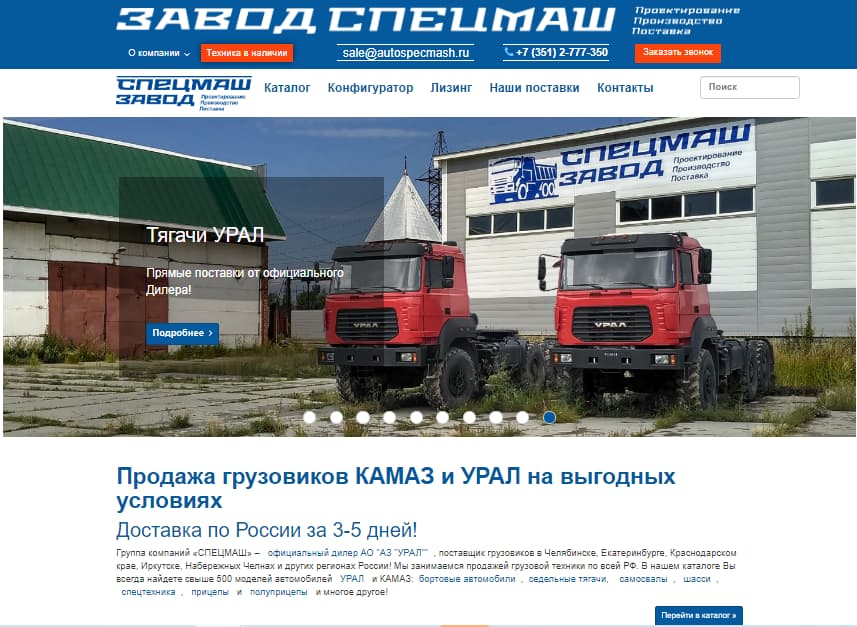 ЗАВОД СПЕЦМАШ
Проектирование
Производство
Поставка
О компании
Техника в наличии
sale@autospecmash.ru
+7 (351) 2-777-350
Заказать звонок
СПЕЦМАШ
ЗАВОД
Проектирование
Производство
Поставка
Каталог
Конфигуратор
Лизинг
Наши поставки
Контакты
Поиск
СПЕЦМАШ
ЗАВОД
Проектирование
Производство
Поставка
Тягачи УРАЛ
Прямые поставки от официального
Дилера!
Подробнее >
УРАЛ
УРАЛ
Продажа грузовиков КАМАЗ и УРАЛ на выгодных
условиях
Доставка по России за 3-5 дней!
Группа компаний «СПЕЦМАШ» – официальный дилер АО "АЗ "УРАЛ"" , поставщик грузовиков в Челябинске, Екатеринбурге, Краснодарском
крае, Иркутске, Набережных Челнах и других регионах России! Мы занимаемся продажей грузовой техники по всей РФ. В нашем каталоге Вы
всегда найдете свыше 500 моделей автомобилей УРАЛ и КАМАЗ: бортовые автомобили , седельные тягачи, самосвалы , шасси ,
спецтехника , прицепы и полуприцепы и многое другое!
Перейти в каталог »